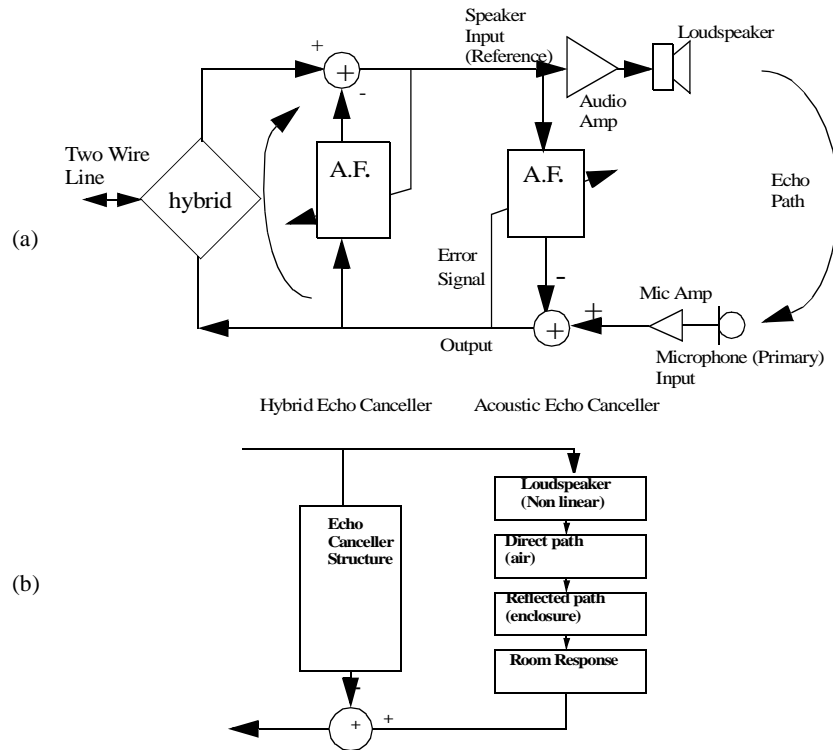 Speaker
Input
(Reference)
Loudspeaker
+
+
-
Audio
Amp
Two Wire
Line
A.F.
A.F.
hybrid
Echo
Path
(a)
Error
Signal
-
+
Mic Amp
+
Output
Microphone (Primary)
Input
Hybrid Echo Canceller
Acoustic Echo Canceller
Loudspeaker
(Non linear)
Echo
Canceller
Structure
Direct path
(air)
(b)
Reflected path
(enclosure)
Room Response
-
+
+